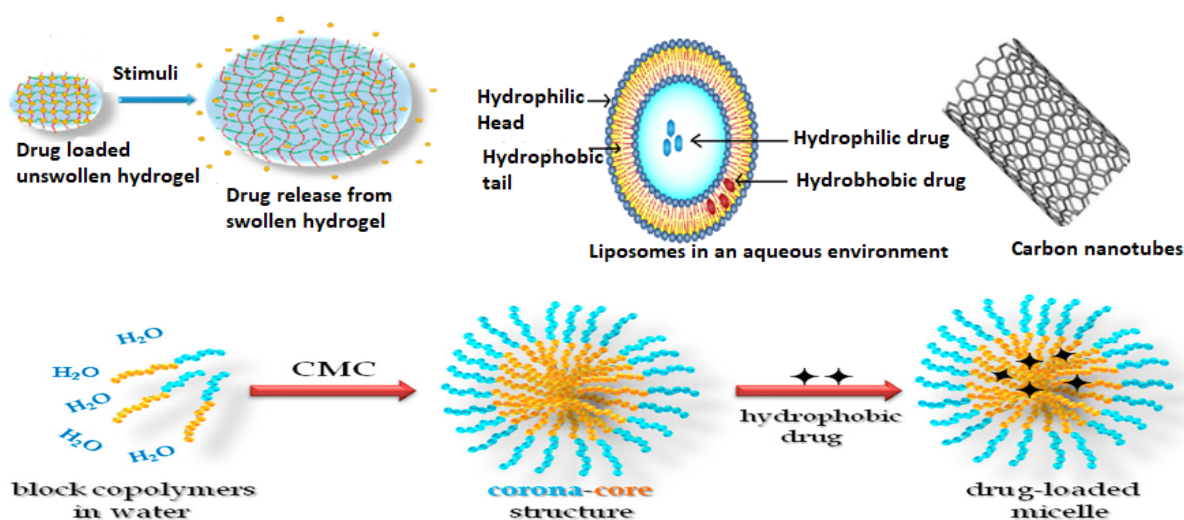 Stimuli
Drug loaded
unswollen hydrogel
Drug release from
swollen hydrogel
Hydrophilic
Head
Hydrophobic
tail
Hydrophilic drug
Hydrobhobic drug
Liposomes in an aqueous environment
Carbon nanotubes
H₂O
H₂O
H₂O
H₂O
H₂O
block copolymers
in water
CMC
corona-core
structure
hydrophobic
drug
drug-loaded
micelle